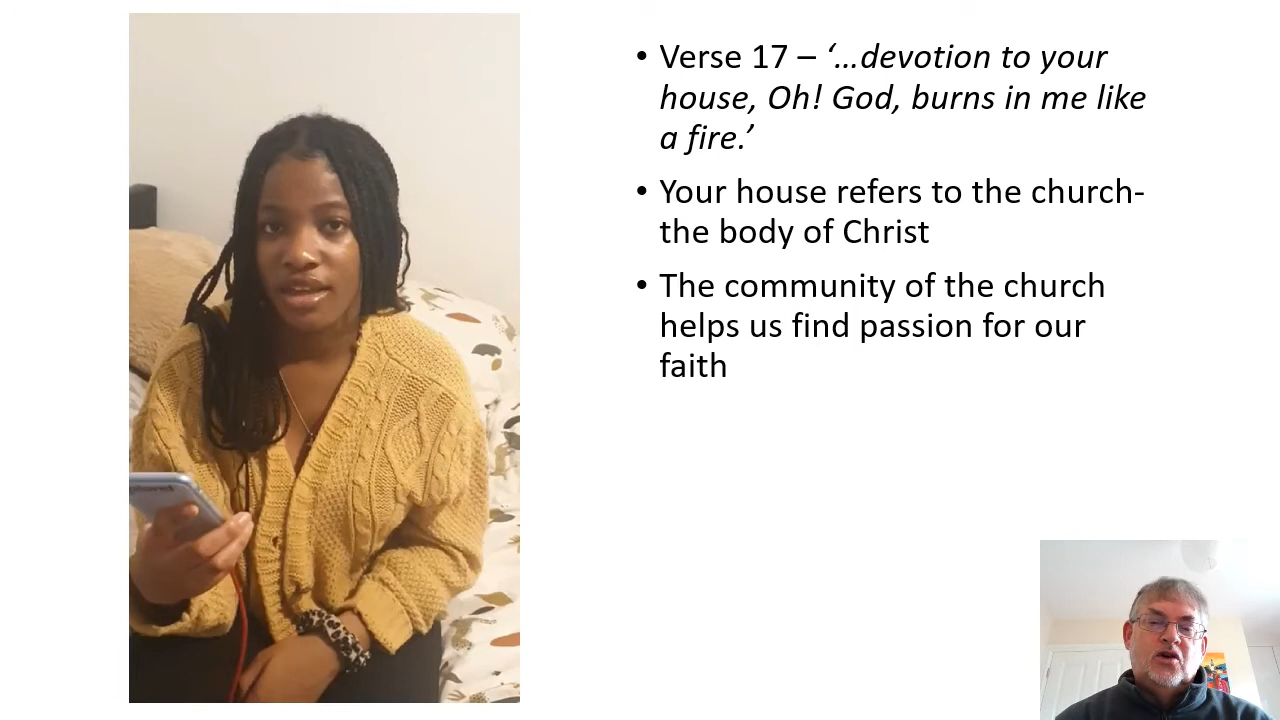 • Verse 17 – ‘…devotion to your
house, Oh! God, burns in me like
a fire.’
• Your house refers to the church-
the body of Christ
• The community of the church
helps us find passion for our
faith